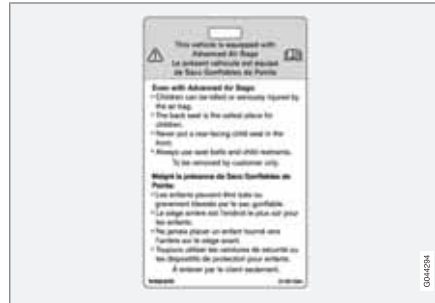 This vehicle is equipped with
Advanced Air Bags
Le présent véhicule est équipé
de Sacs Gonflables de Pointe
Even with Advanced Air Bags:
• Children can be killed or seriously injured by
the air bag.
• The back seat is the safest place for
children.
• Never put a rear-facing child seat in the
front.
• Always use seat belts and child restraints.
To be removed by customer only.
Malgré la présence de Sacs Gonflables de
Pointe:
• Les enfants peuvent être tués ou
gravement blessés par le sac gonflable.
• Le siège arrière est l'endroit le plus sûr pour
les enfants.
• Ne jamais placer un enfant tourné vers
l'arrière sur le siège avant.
• Toujours utiliser les ceintures de sécurité ou
les dispositifs de protection pour enfants.
À enlever par le client seulement.
G044294